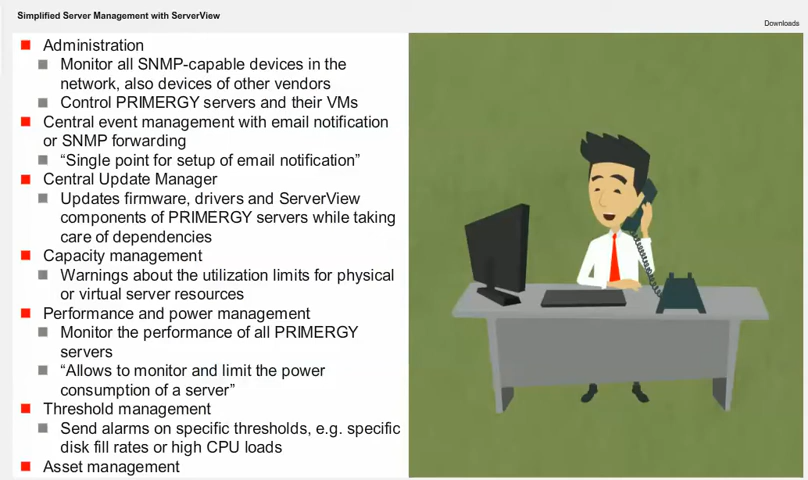 Simplified Server Management with ServerView
Downloads
Administration
Monitor all SNMP-capable devices in the
network, also devices of other vendors
Control PRIMERGY servers and their VMs
Central event management with email notification
or SNMP forwarding
“Single point for setup of email notification”
Central Update Manager
Updates firmware, drivers and ServerView
components of PRIMERGY servers while taking
care of dependencies
Capacity management
Warnings about the utilization limits for physical
or virtual server resources
Performance and power management
Monitor the performance of all PRIMERGY
servers
“Allows to monitor and limit the power
consumption of a server”
Threshold management
Send alarms on specific thresholds, e.g. specific
disk fill rates or high CPU loads
Asset management